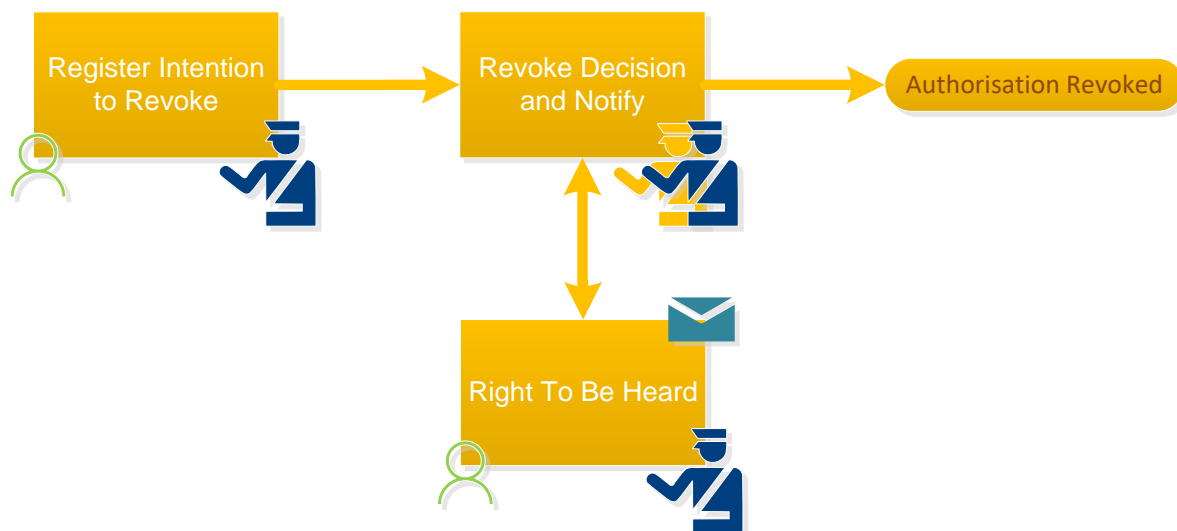 Register Intention
to Revoke
Revoke Decision
and Notify
Authorisation Revoked
Right To Be Heard